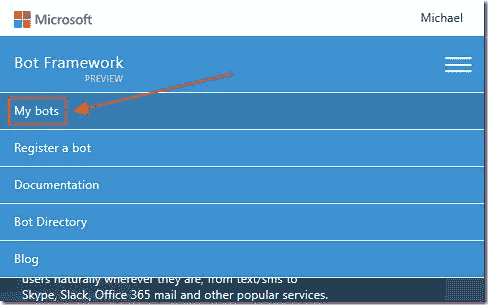 Microsoft
Michael
Bot Framework
PREVIEW
My bots
Register a bot
Documentation
Bot Directory
Blog
users naturally wherever they are, from text/sms to
Skype, Slack, Office 365 mail and other popular services.